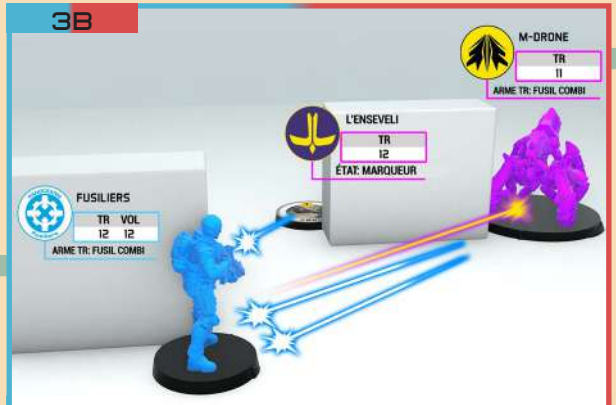 3B
M-DRONE
TR
11
ARME TR: FUSIL COMBI
L'ENSEVELI
TR
12
ÉTAT: MARQUEUR
FUSILIERS
TR VOL
12 12
ARME TR: FUSIL COMBI